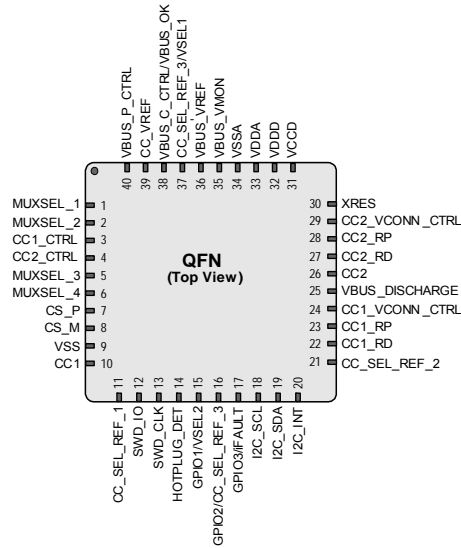 VBUS_P_CTRL
CC_VREF
VBUS_C_CTRL/VBUS_OK
CC_SEL_REF_3/VSEL1
VBUS_VREF
VBUS_VMON
VSSA
VDDA
VDDD
VCCD
40
39
38
37
36
35
34
33
32
31
MUXSEL_1 1
MUXSEL_2 2
CC1_CTRL 3
CC2_CTRL 4
MUXSEL_3 5
MUXSEL_4 6
CS_P 7
CS_M 8
VSS 9
CC1 10
QFN
(Top View)
30 XRES
29 CC2_VCONN_CTRL
28 CC2_RP
27 CC2_RD
26 CC2
25 VBUS_DISCHARGE
24 CC1_VCONN_CTRL
23 CC1_RP
22 CC1_RD
21 CC_SEL_REF_2
11
12
13
14
15
16
17
18
19
20
CC_SEL_REF_1
SWD_IO
SWD_CLK
HOTPLUG_DET
GPIO1/VSEL2
GPIO2/CC_SEL_REF_3
GPIO3/iFAULT
I2C_SCL
I2C_SDA
I2C_INT